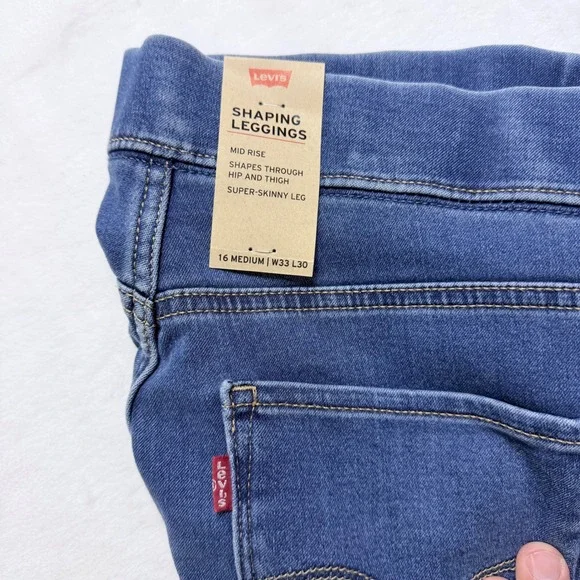 Levi's
SHAPING
LEGGINGS
MID RISE
SHAPES THROUGH
HIP AND THIGH
SUPER-SKINNY LEG
16 MEDIUM | W33 L30
Levi's